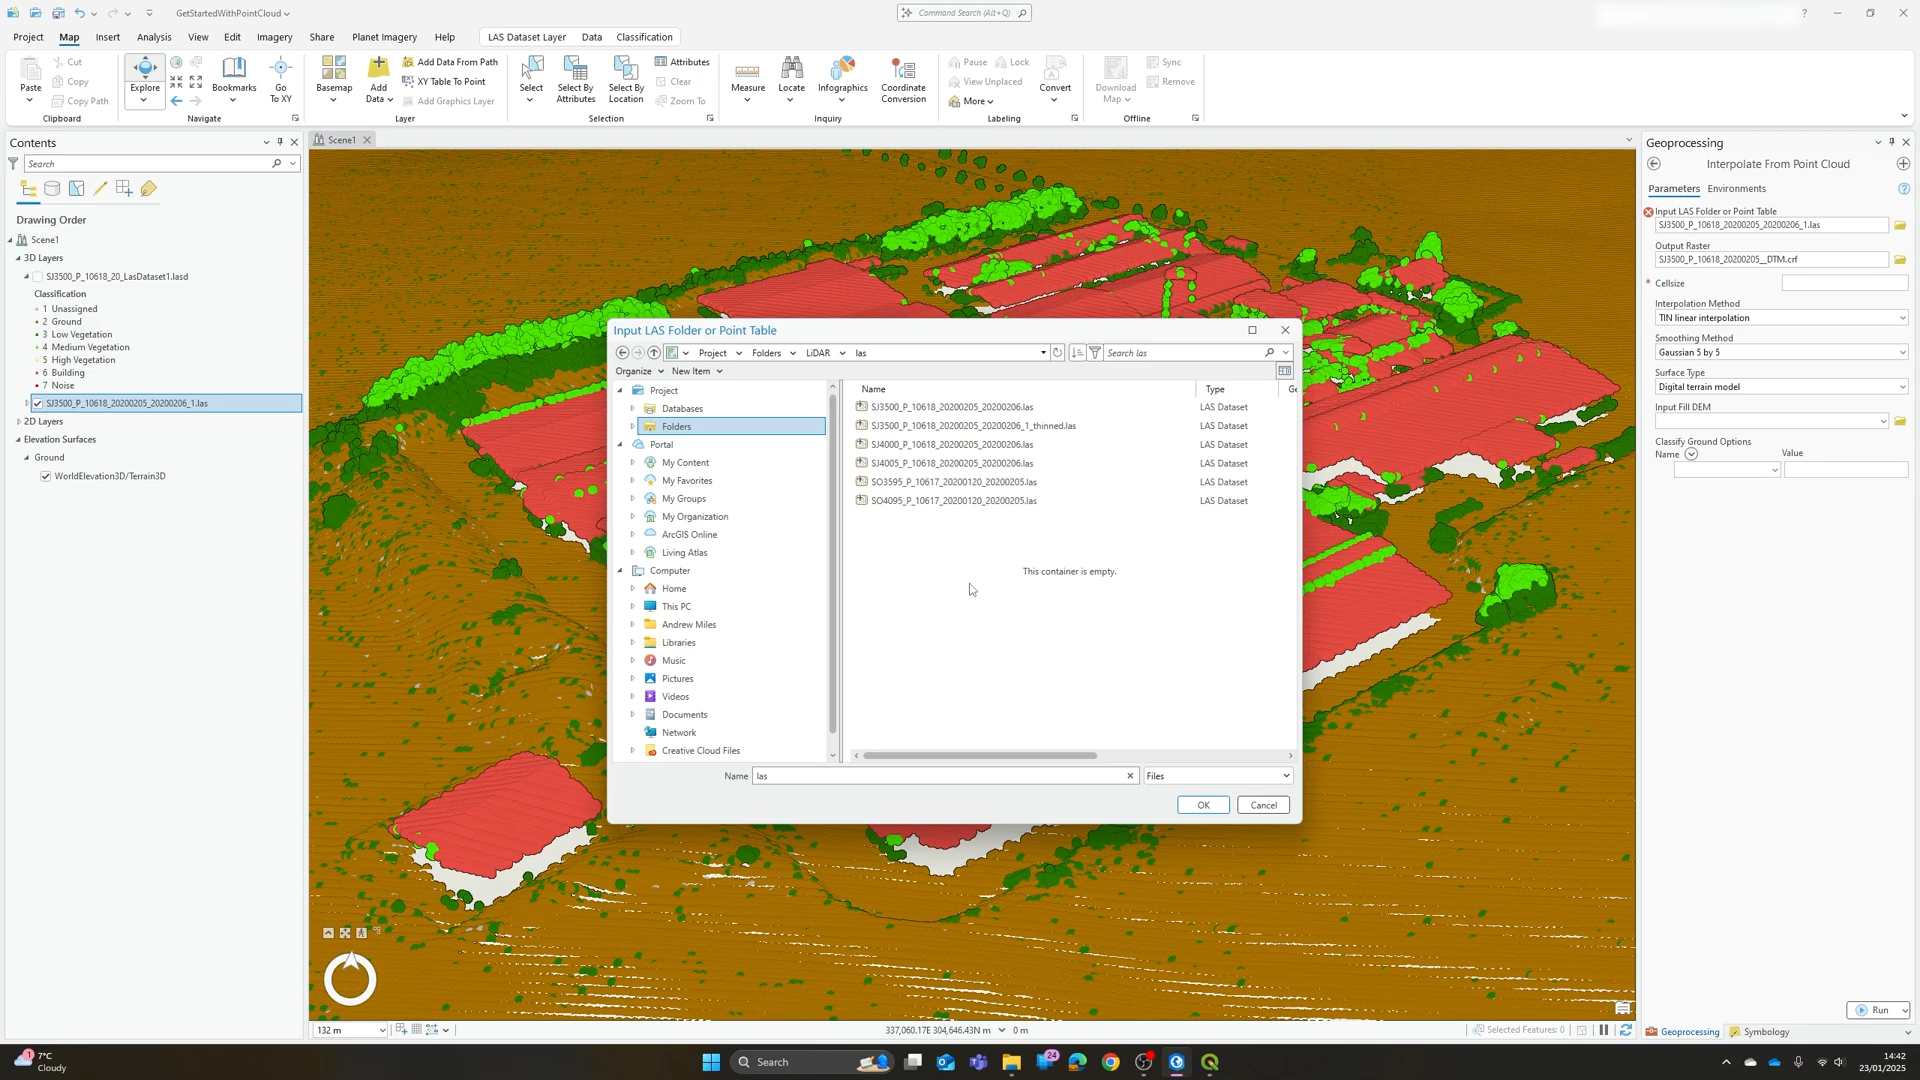 GetStartedWithPointCloud
Command Search (Alt+Q)
?
Project Map Insert Analysis View Edit Imagery Share Planet Imagery Help LAS Dataset Layer Data Classification
Paste
Cut
Copy
Copy Path
Clipboard
Explore
Bookmarks
Go To XY
Navigate
Basemap
Add Data
Add Data From Path
XY Table To Point
Add Graphics Layer
Layer
Select
Select By Attributes
Select By Location
Attributes
Clear
Zoom To
Selection
Measure
Locate
Infographics
Coordinate Conversion
Inquiry
Pause
Lock
View Unplaced
More
Convert
Labeling
Download Map
Sync
Remove
Offline
Contents
Search
Drawing Order
Scene1
3D Layers
SJ3500_P_10618_20_LasDataset1.lasd
Classification
1 Unassigned
2 Ground
3 Low Vegetation
4 Medium Vegetation
5 High Vegetation
6 Building
7 Noise
SJ3500_P_10618_20200205_20200206_1.las
2D Layers
Elevation Surfaces
Ground
WorldElevation3D/Terrain3D
Scene1
Input LAS Folder or Point Table
Project Folders LiDAR las
Search las
Organize New Item
Project
Databases
Folders
Portal
My Content
My Favorites
My Groups
My Organization
ArcGIS Online
Living Atlas
Computer
Home
This PC
Andrew Miles
Libraries
Music
Pictures
Videos
Documents
Network
Creative Cloud Files
Name Type Ge
SJ3500_P_10618_20200205_20200206.las LAS Dataset
SJ3500_P_10618_20200205_20200206_1_thinned.las LAS Dataset
SJ4000_P_10618_20200205_20200206.las LAS Dataset
SJ4005_P_10618_20200205_20200206.las LAS Dataset
SO3595_P_10617_20200120_20200205.las LAS Dataset
SO4095_P_10617_20200120_20200205.las LAS Dataset
This container is empty.
Name las Files
OK Cancel
Geoprocessing
Interpolate From Point Cloud
Parameters Environments
?
Input LAS Folder or Point Table
SJ3500_P_10618_20200205_20200206_1.las
Output Raster
SJ3500_P_10618_20200205__DTM.crf
* Cellsize
Interpolation Method
TIN linear interpolation
Smoothing Method
Gaussian 5 by 5
Surface Type
Digital terrain model
Input Fill DEM
Classify Ground Options
Name Value
Run
132 m
337,060.17E 304,646.43N m 0 m
Selected Features: 0
Geoprocessing Symbology
1
7°C
Cloudy
Search
24
14:42
23/01/2025